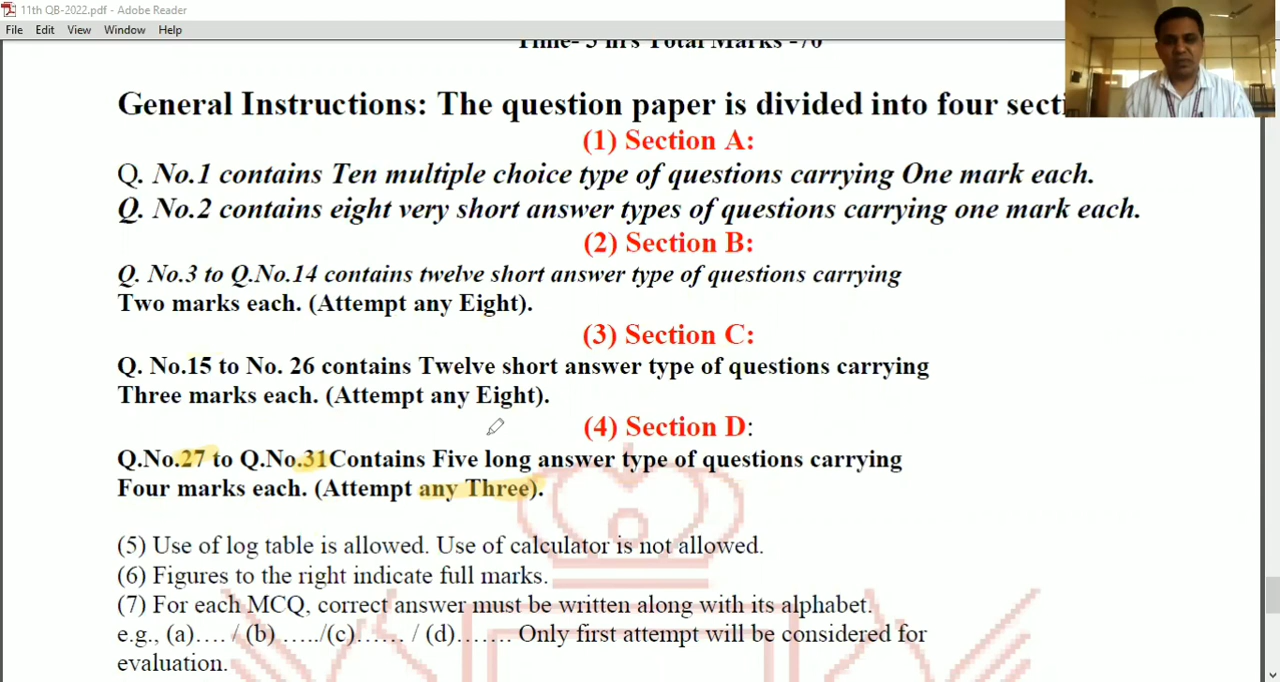 11th QB-2022.pdf - Adobe Reader
File Edit View Window Help
Time- 3 hrs Total Marks -70
General Instructions: The question paper is divided into four
(1) Section A:
Q. No.1 contains Ten multiple choice type of questions carrying One mark each.
Q. No.2 contains eight very short answer types of questions carrying one mark each.
(2) Section B:
Q. No.3 to Q.No.14 contains twelve short answer type of questions carrying
Two marks each. (Attempt any Eight).
(3) Section C:
Q. No.15 to No. 26 contains Twelve short answer type of questions carrying
Three marks each. (Attempt any Eight).
(4) Section D:
Q.No.27 to Q.No.31Contains Five long answer type of questions carrying
Four marks each. (Attempt any Three).
(5) Use of log table is allowed. Use of calculator is not allowed.
(6) Figures to the right indicate full marks.
(7) For each MCQ, correct answer must be written along with its alphabet.
e.g., (a)…. / (b) …../(c)…… / (d)……. Only first attempt will be considered for
evaluation.